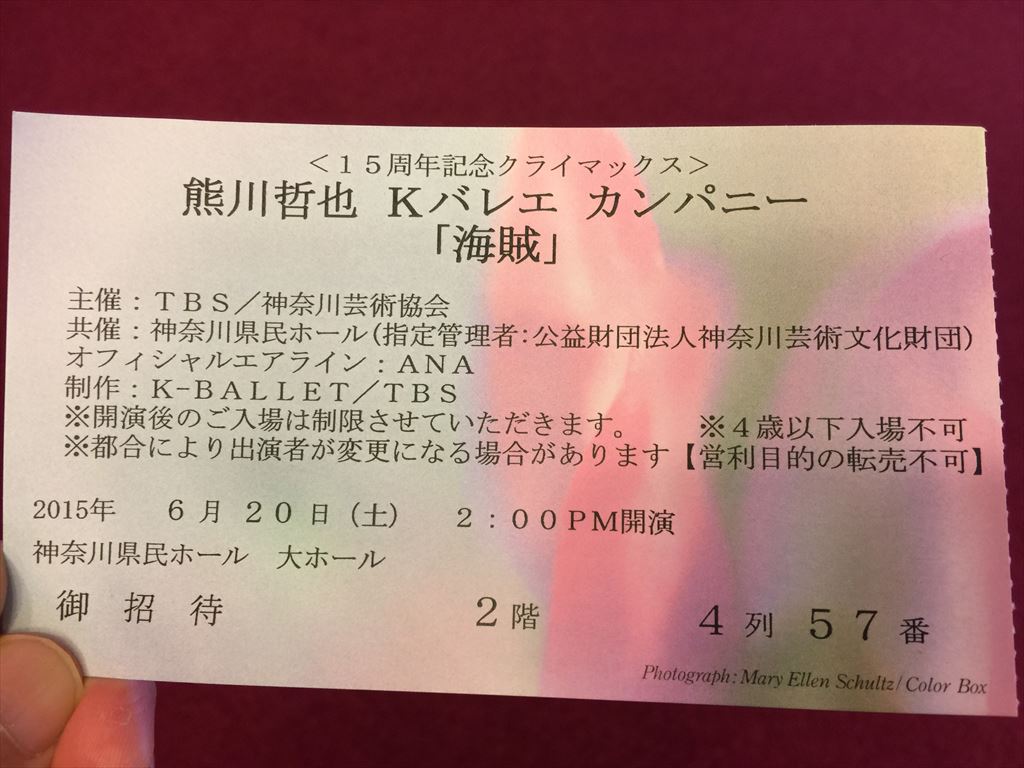 ＜１５周年記念クライマックス＞
熊川哲也 Ｋバレエ カンパニー
「海賊」
主催：ＴＢＳ／神奈川芸術協会
共催：神奈川県民ホール(指定管理者：公益財団法人神奈川芸術文化財団)
オフィシャルエアライン：ＡＮＡ
制作：Ｋ−ＢＡＬＬＥＴ／ＴＢＳ
※開演後のご入場は制限させていただきます。 ※４歳以下入場不可
※都合により出演者が変更になる場合があります【営利目的の転売不可】
2015年 ６月 ２０日（土） ２：００ＰＭ開演
神奈川県民ホール 大ホール
御 招 待 ２階 ４列 ５７番
Photograph: Mary Ellen Schultz/Color Box